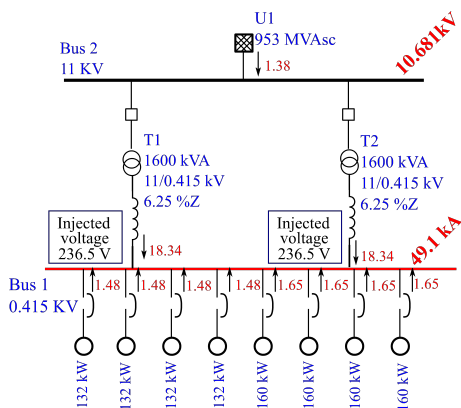 U1
953 MVAsc
10.681kV
Bus 2
11 KV
1.38
T1
1600 kVA
11/0.415 kV
6.25 %Z
T2
1600 kVA
11/0.415 kV
6.25 %Z
Injected
voltage
236.5 V
Injected
voltage
236.5 V
18.34
18.34
49.1 kA
Bus 1
0.415 KV
1.48
1.48
1.48
1.48
1.65
1.65
1.65
1.65
132 kW
132 kW
132 kW
132 kW
160 kW
160 kW
160 kW
160 kW